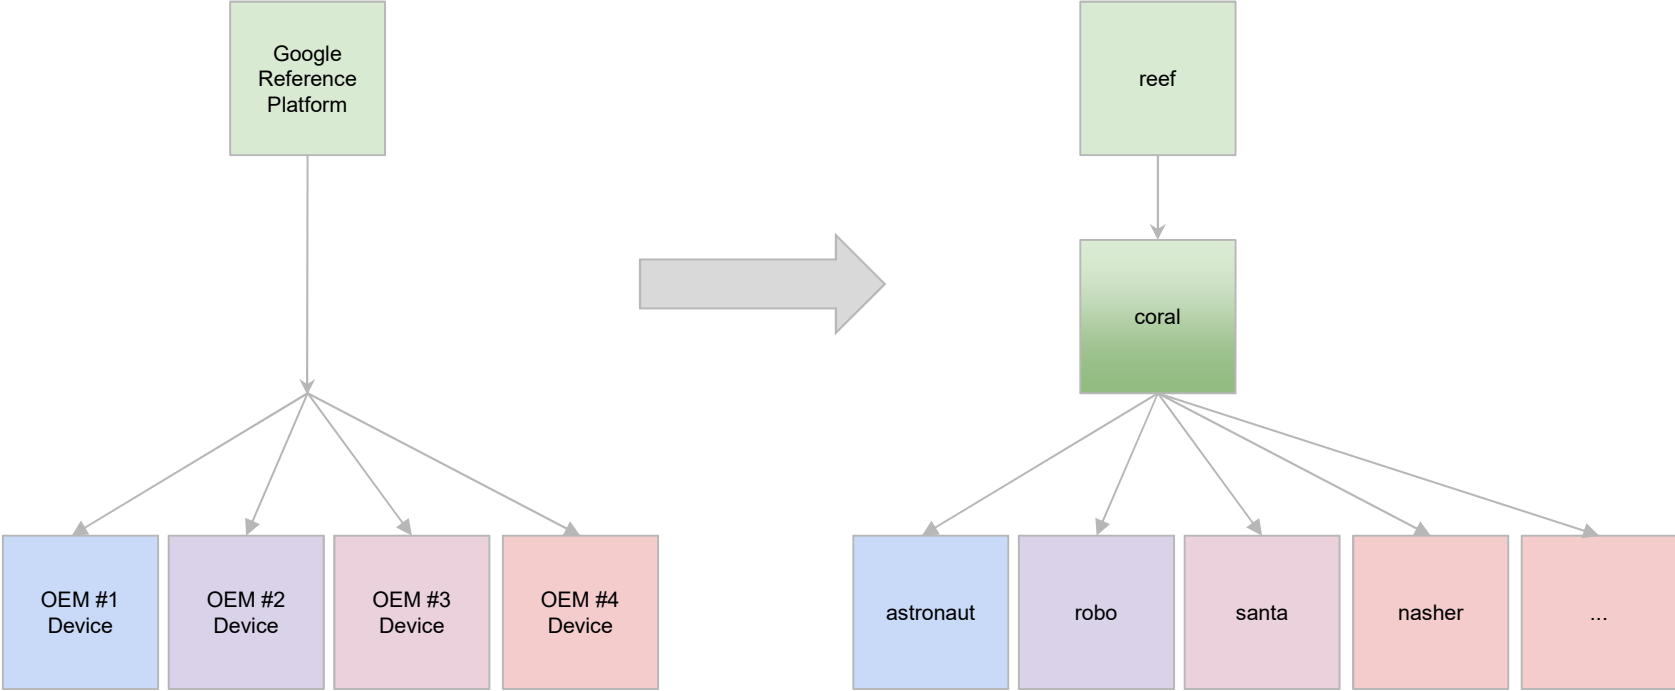 Google
Reference
Platform
reef
coral
OEM #1
Device
OEM #2
Device
OEM #3
Device
OEM #4
Device
astronaut
robo
santa
nasher
...